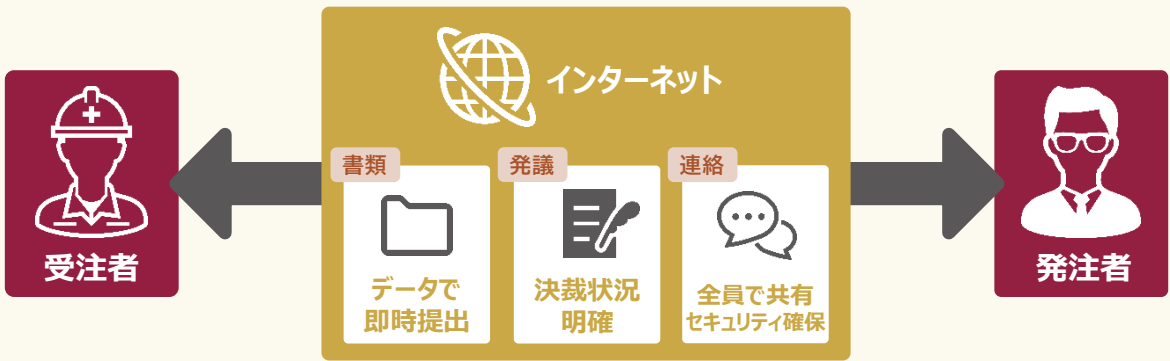 インターネット
受注者
書類
データで
即時提出
発議
決裁状況
明確
連絡
全員で共有
セキュリティ確保
発注者